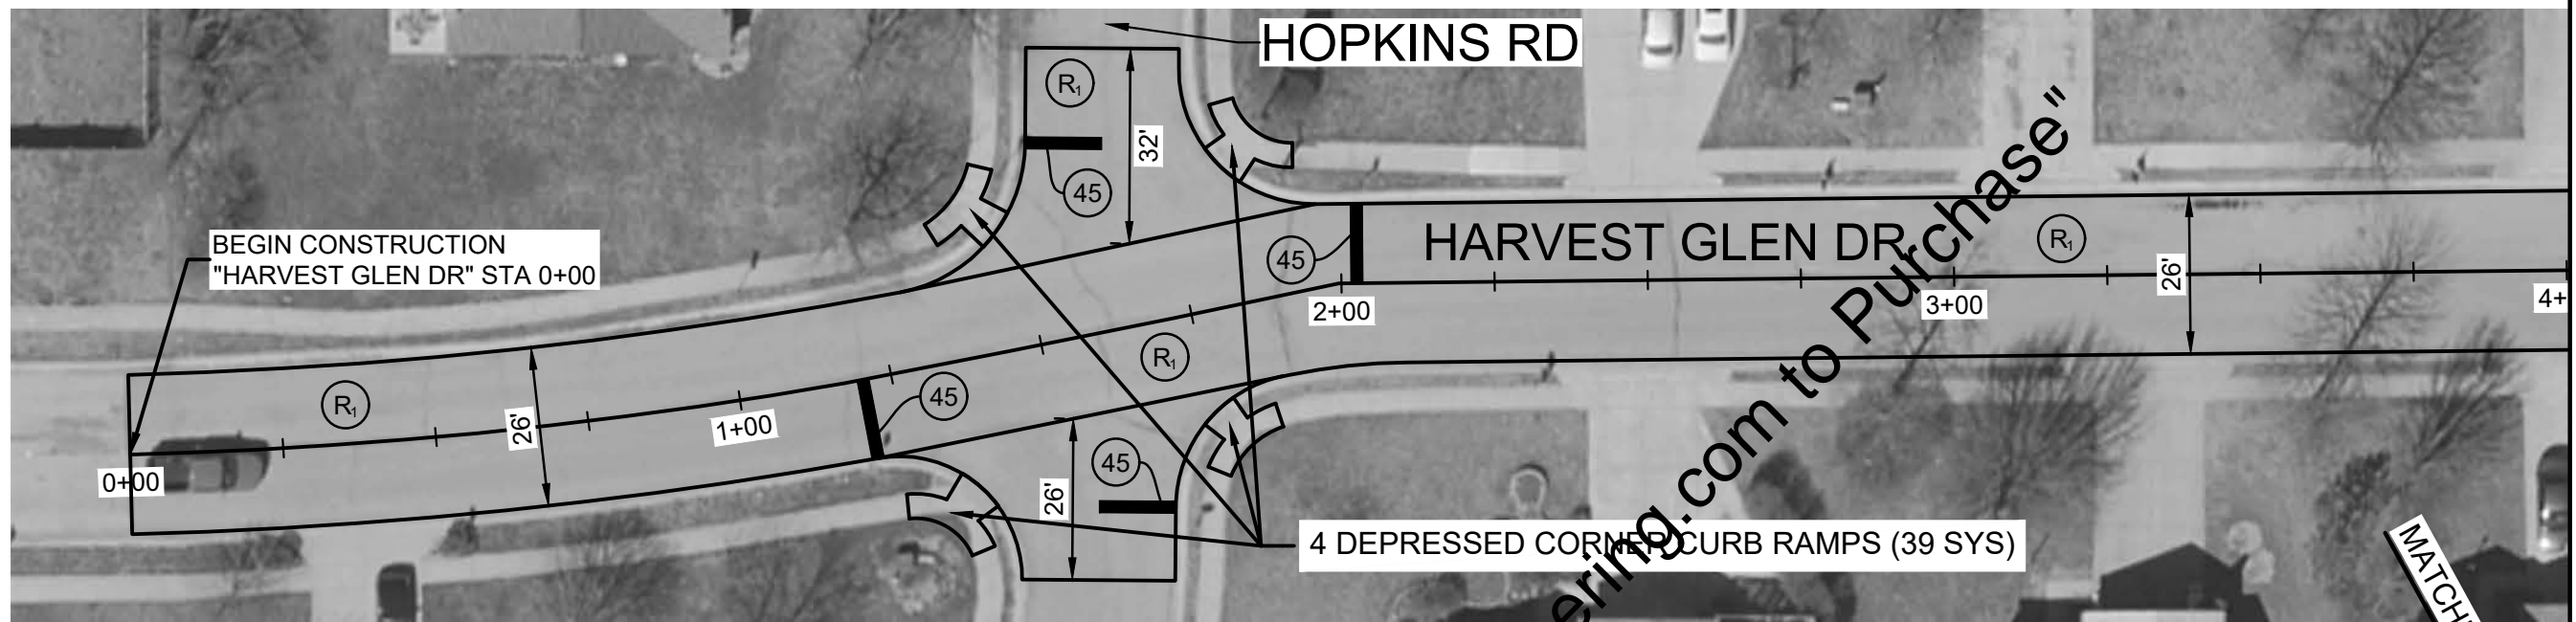 HOPKINS RD
R1
32'
45
BEGIN CONSTRUCTION
"HARVEST GLEN DR" STA 0+00
45
HARVEST GLEN DR
R1
26'
2+00
3+00
4+
R1
R1
26'
45
1+00
0+00
45
26'
4 DEPRESSED CORNER CURB RAMPS (39 SYS)
ering.com to Purchase"
MATCH